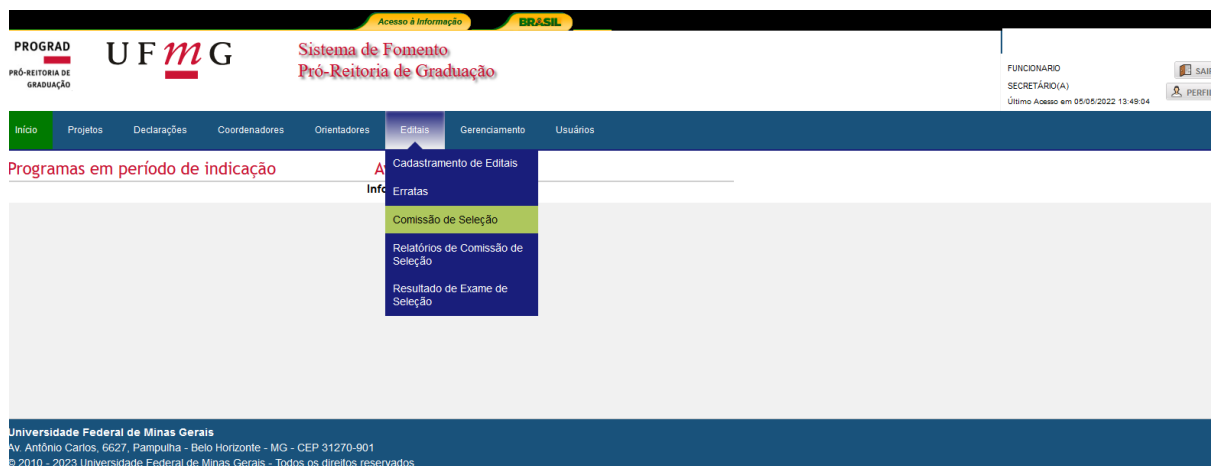 Acesso à Informação
BRASIL
PROGRAD
PRÓ-REITORIA DE
GRADUAÇÃO
UFmG
Sistema de Fomento
Pró-Reitoria de Graduação
FUNCIONARIO
SECRETÁRIO(A)
Último Acesso em 05/05/2022 13:49:04
SAIR
PERFIL
Início Projetos Declarações Coordenadores Orientadores Editais Gerenciamento Usuários
Programas em período de indicação
Cadastramento de Editais
Erratas
Comissão de Seleção
Relatórios de Comissão de
Seleção
Resultado de Exame de
Seleção
Universidade Federal de Minas Gerais
Av. Antônio Carlos, 6627, Pampulha - Belo Horizonte - MG - CEP 31270-901
© 2010 - 2023 Universidade Federal de Minas Gerais - Todos os direitos reservados